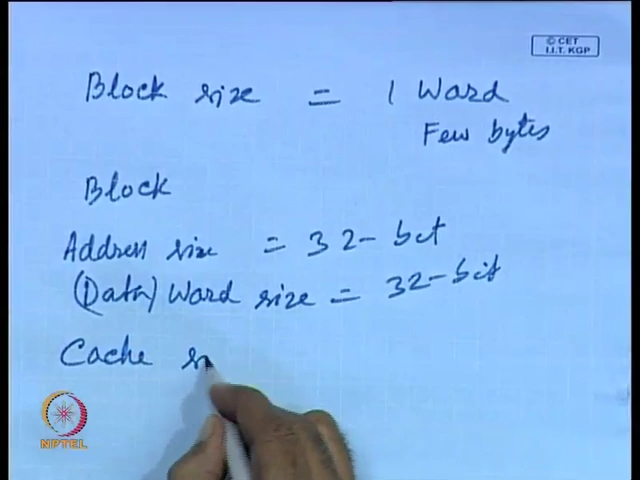 © CET
I.I.T. KGP
Block size = 1 Word
Few bytes
Block
Address size = 32-bit
(Data) Word size = 32-bit
Cache
NPTEL